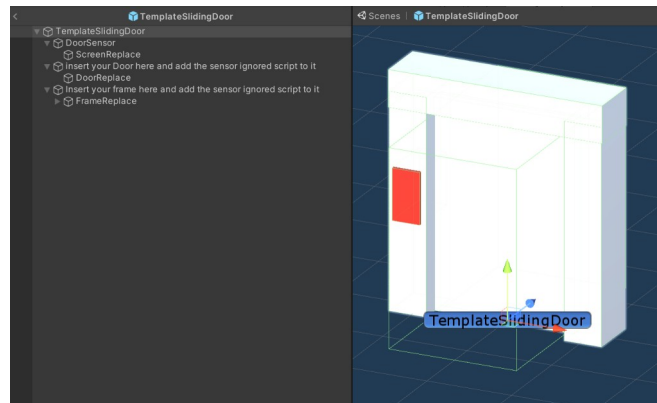 TemplateSlidingDoor
TemplateSlidingDoor
DoorSensor
ScreenReplace
insert your Door here and add the sensor ignored script to it
DoorReplace
Insert your frame here and add the sensor ignored script to it
FrameReplace
Scenes | TemplateSlidingDoor
TemplateSlidingDoor